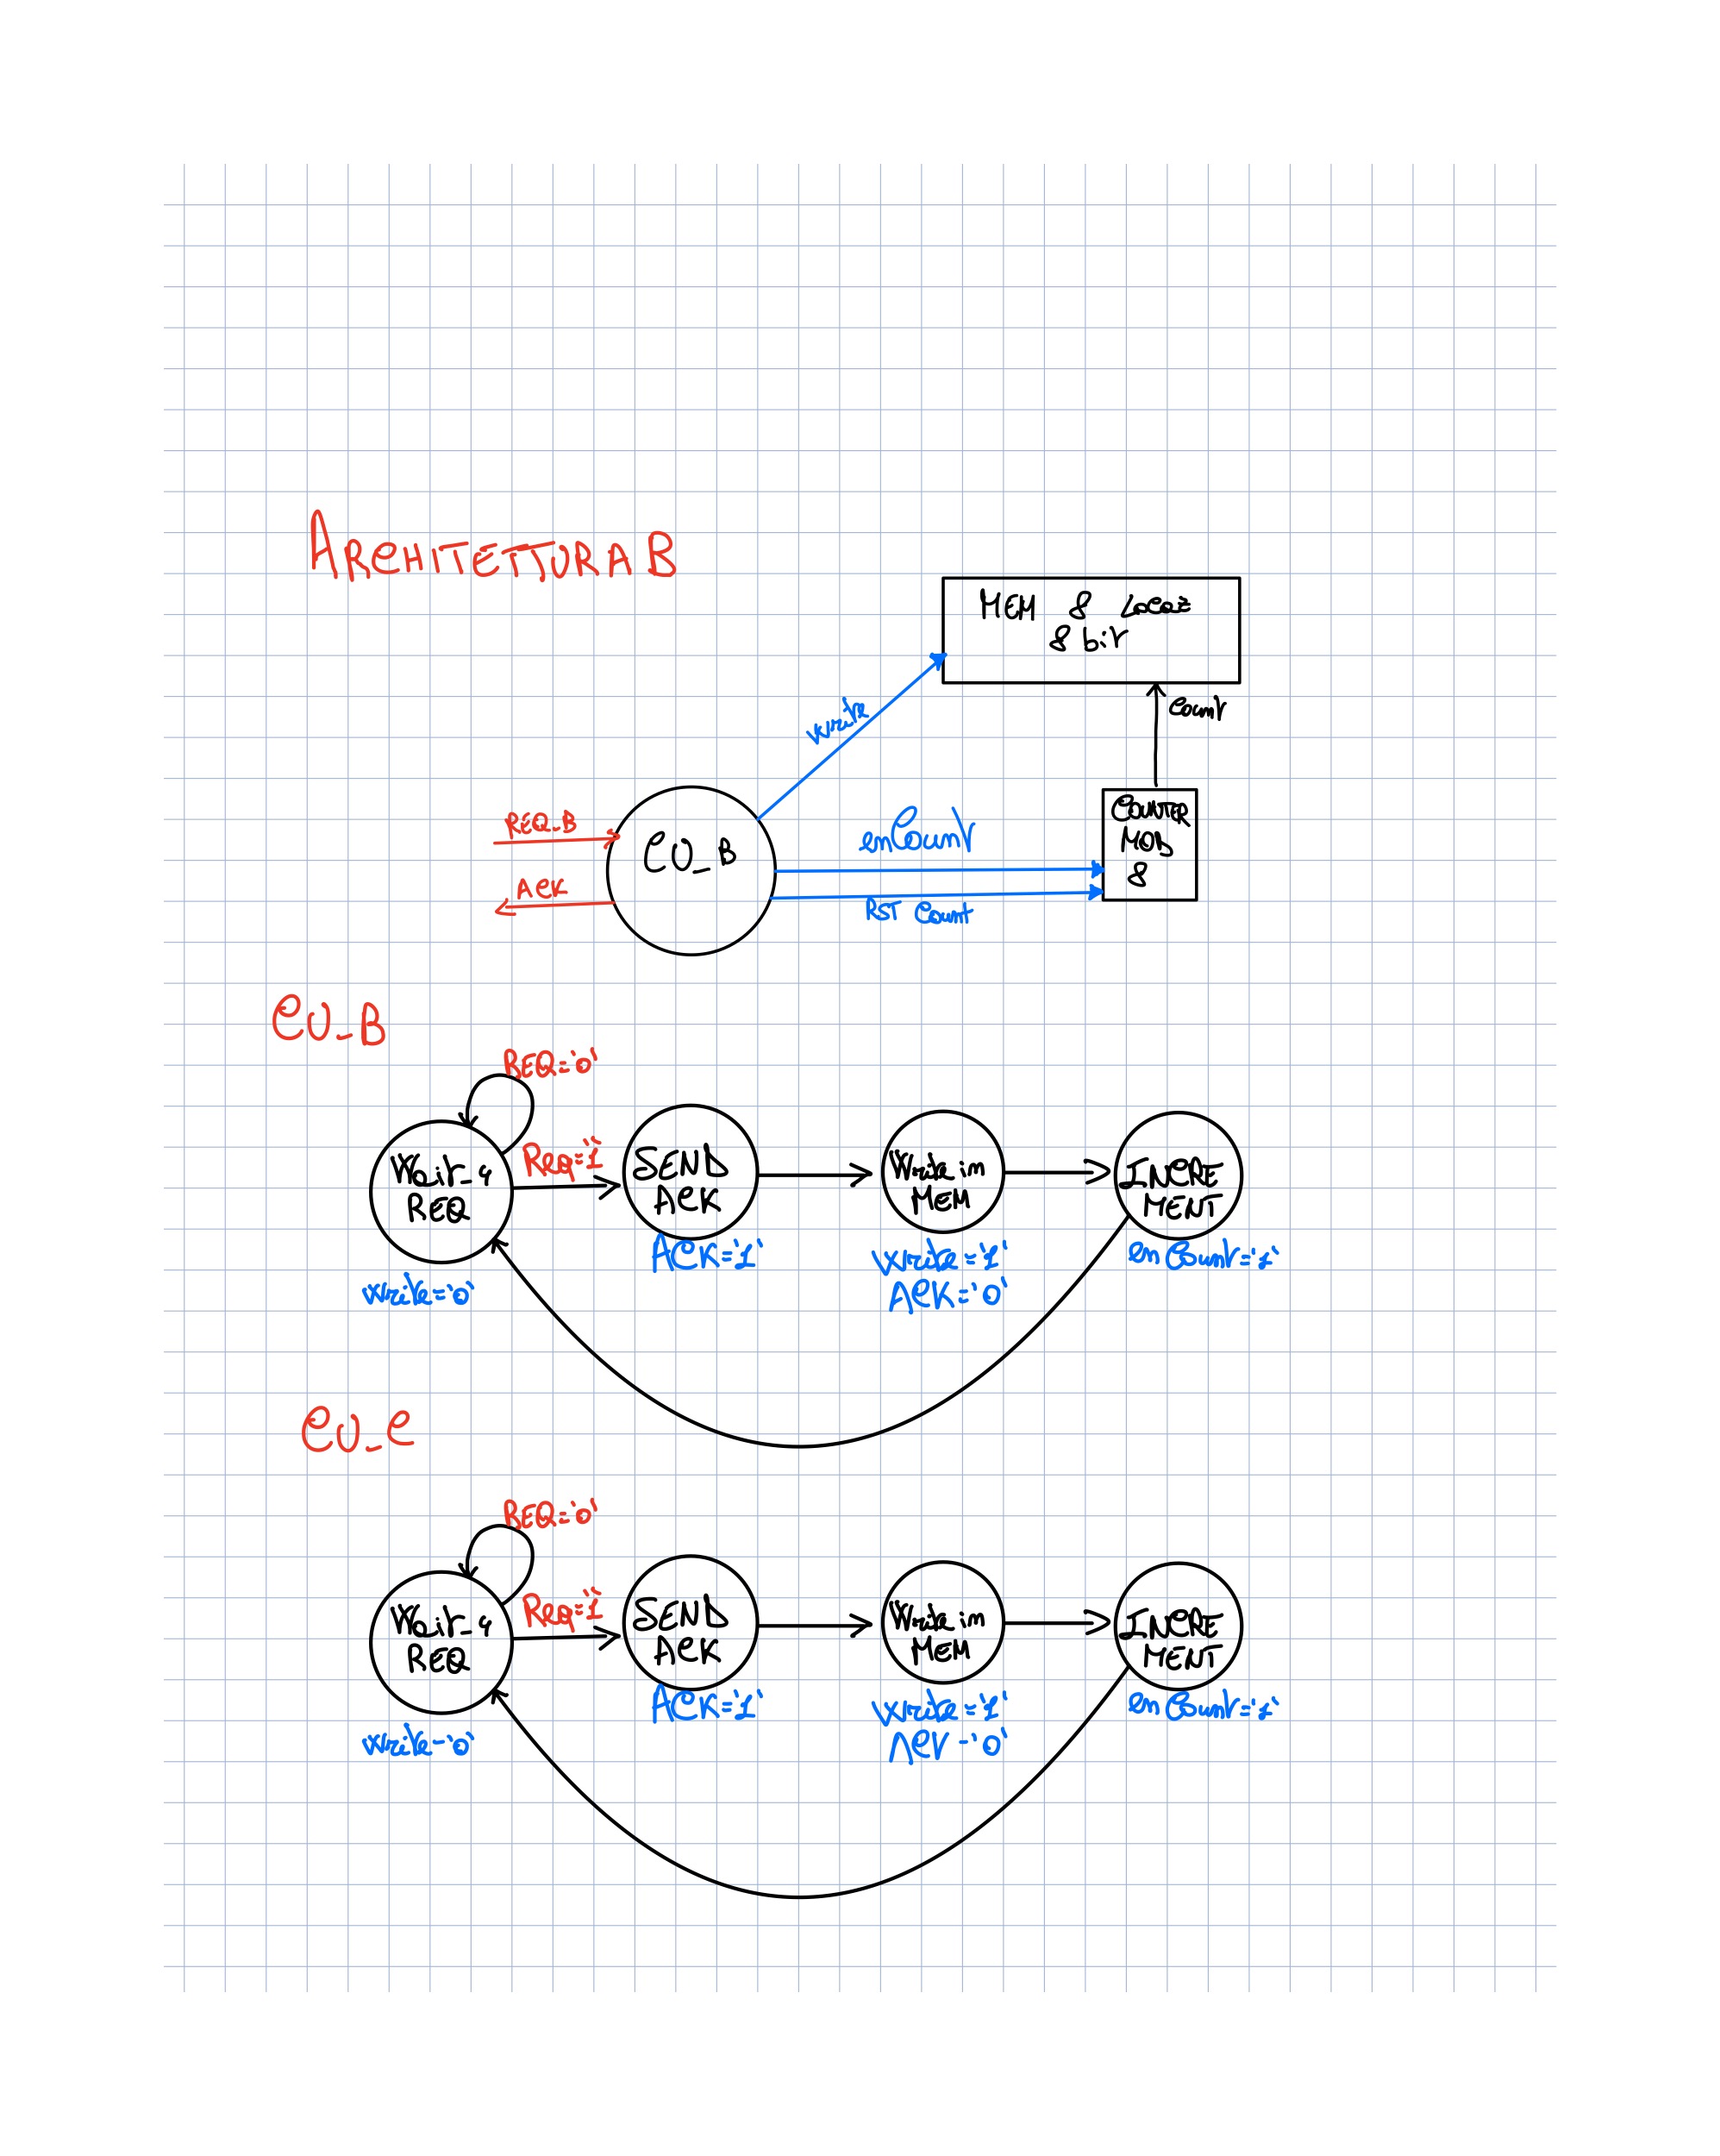 ARCHITETTURA B
MEM 8 Locaz
8 bit
write
Count
REQ_B
CU_B
enCount
COUNTER
MOD
8
ACK
RST Count
CU_B
REQ='0'
Wait_4
REQ
Req='1'
SEND
ACK
Write in
MEM
INCRE
MENT
write='0'
ACK='1'
Write='1'
ACK='0'
en Count='1'
CU_C
REQ='0'
Wait_4
REQ
Req='1'
SEND
ACK
Write in
MEM
INCRE
MENT
write='0'
ACK='1'
Write='1'
ACK='0'
en Count='1'